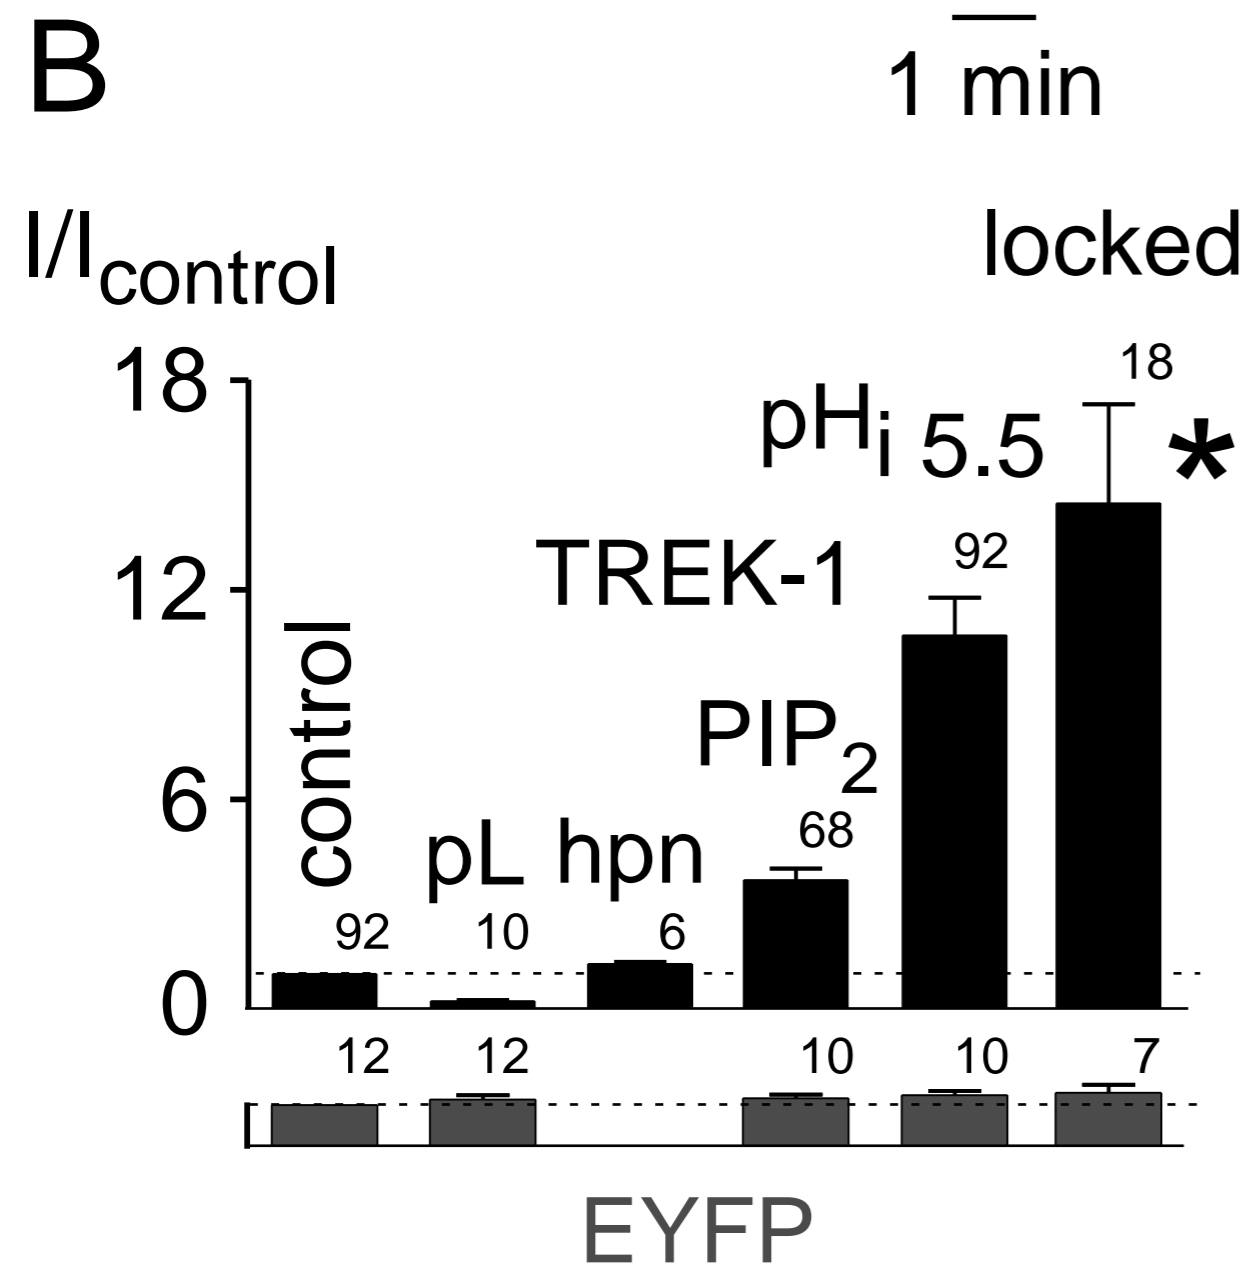 B
1 min
I/Icontrol
locked
18
18
pHi 5.5
*
12
TREK-1
92
control
PIP2
6
68
pL hpn
92 10 6
0
12 12 10 10 7
EYFP